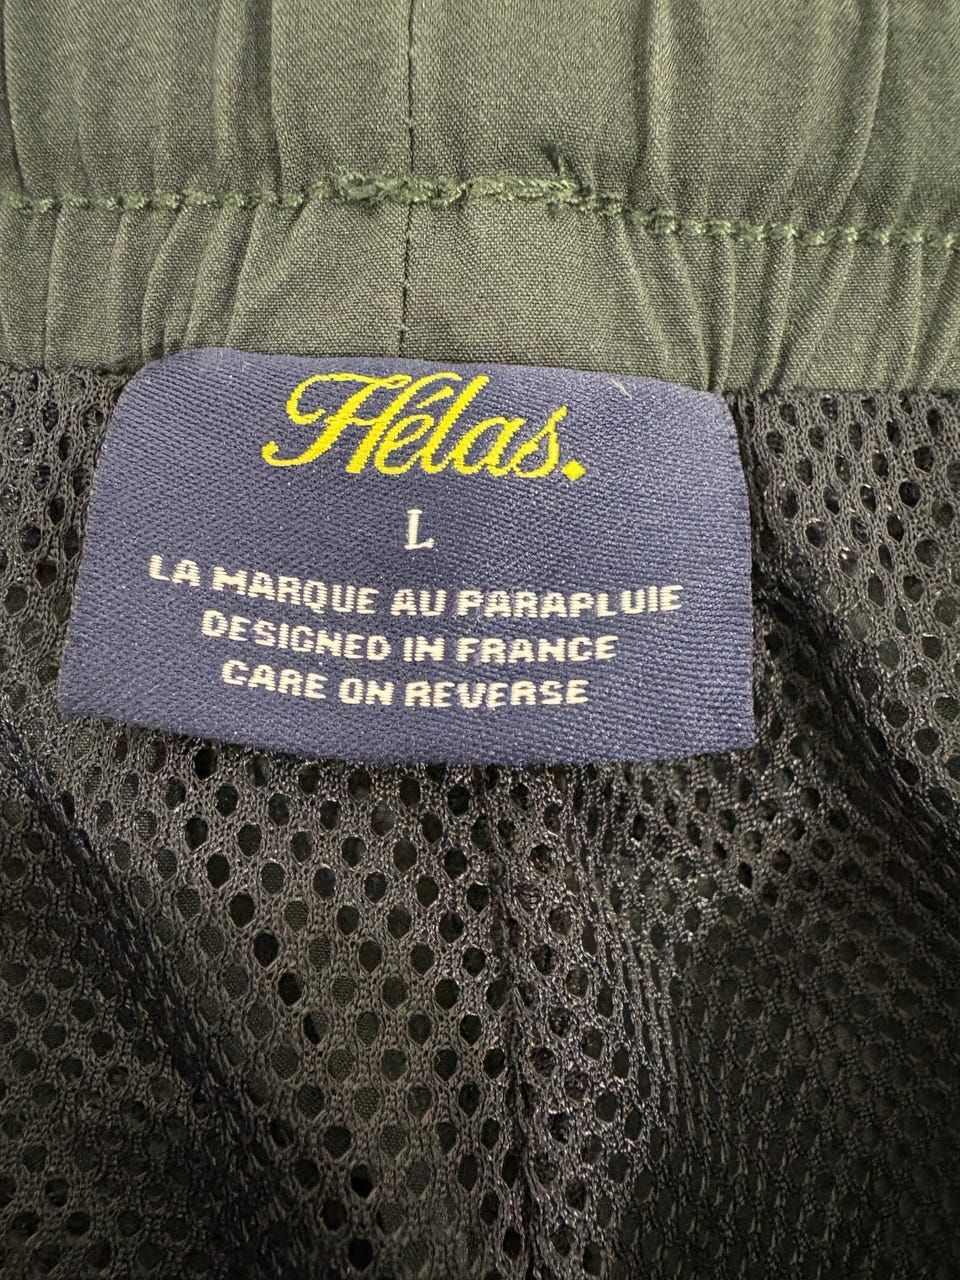 Hélas.
L
LA MARQUE AU PARAPLUIE
DESIGNED IN FRANCE
CARE ON REVERSE